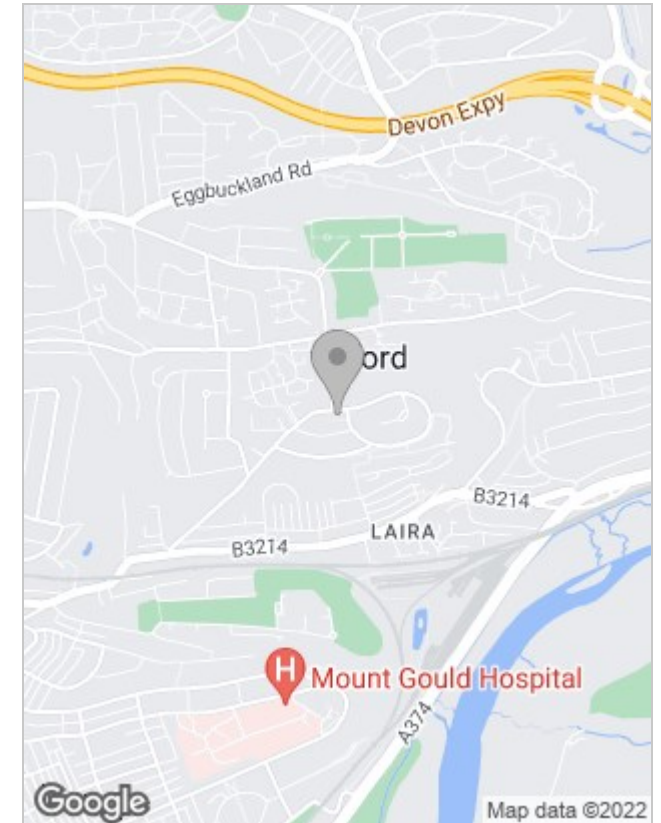 Devon Expy
Eggbuckland Rd
ord
B3214
LAIRA
B3214
H
Mount Gould Hospital
A374
Google
Map data ©2022